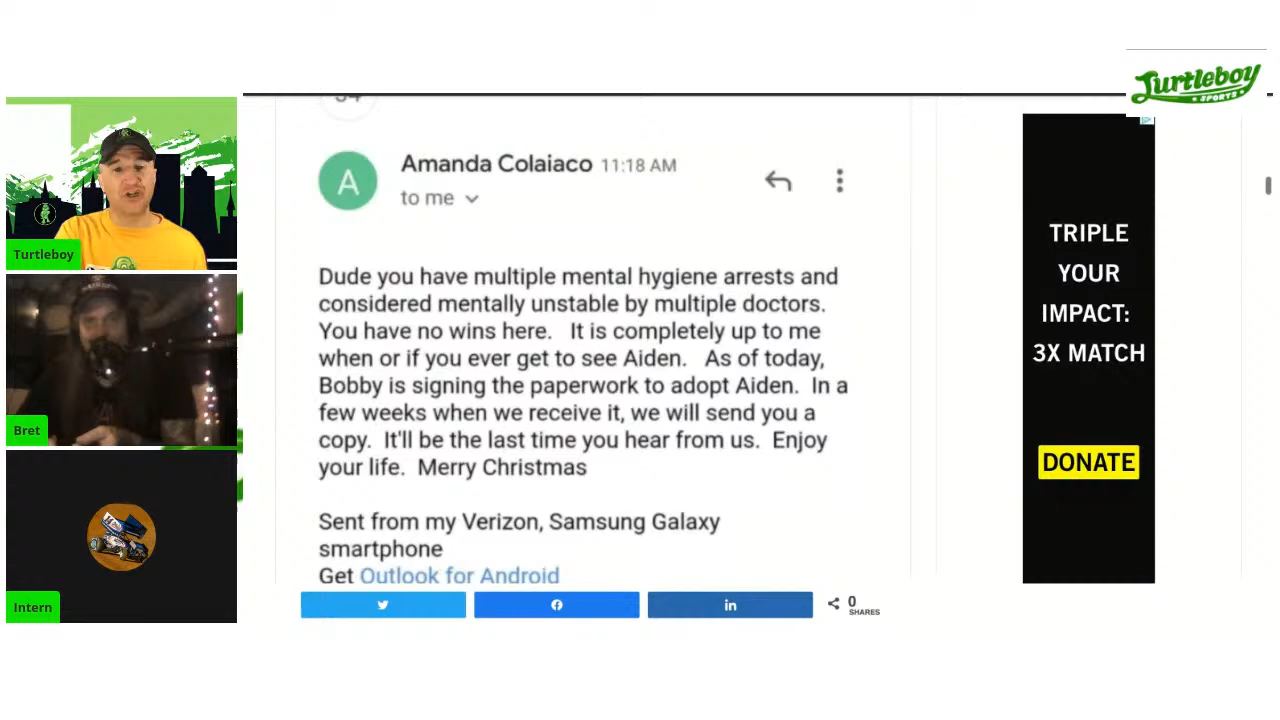 Turtleboy
SPORTS
Amanda Colaiaco 11:18 AM
A
to me
Dude you have multiple mental hygiene arrests and
considered mentally unstable by multiple doctors.
You have no wins here. It is completely up to me
when or if you ever get to see Aiden. As of today,
Bobby is signing the paperwork to adopt Aiden. In a
few weeks when we receive it, we will send you a
copy. It'll be the last time you hear from us. Enjoy
your life. Merry Christmas
Sent from my Verizon, Samsung Galaxy
smartphone
Get Outlook for Android
0
SHARES
TRIPLE
YOUR
IMPACT:
3X MATCH
DONATE
Turtleboy
Bret
Intern